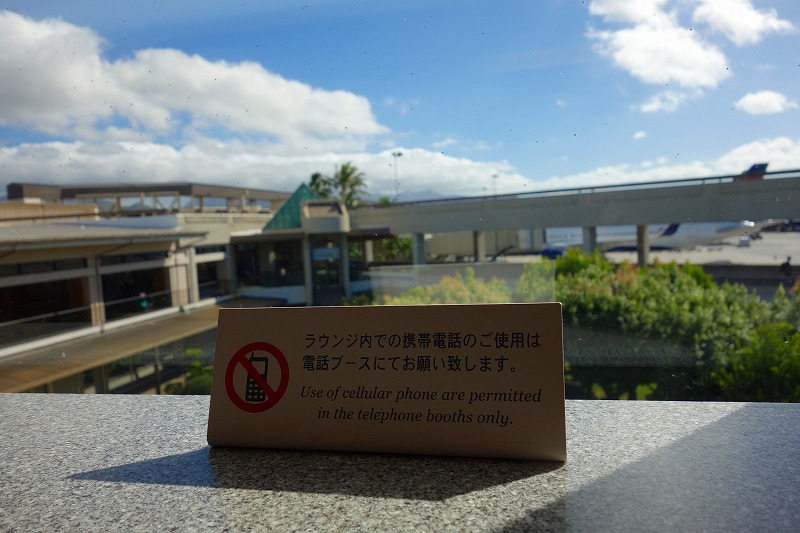 ラウンジ内での携帯電話のご使用は
電話ブースにてお願い致します。
Use of cellular phone are permitted
in the telephone booths only.